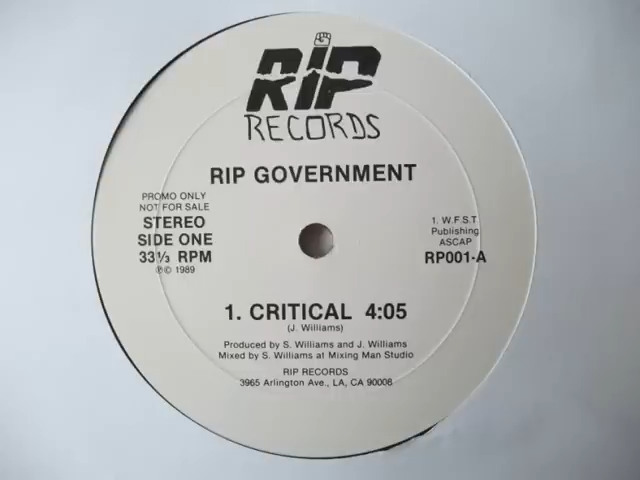 RIP
RECORDS
RIP GOVERNMENT
PROMO ONLY
NOT FOR SALE
STEREO
SIDE ONE
33 1/3 RPM
℗© 1989
1. W.F.S.T.
Publishing
ASCAP
RP001-A
1. CRITICAL 4:05
(J. Williams)
Produced by S. Williams and J. Williams
Mixed by S. Williams at Mixing Man Studio
RIP RECORDS
3965 Arlington Ave., LA, CA 90008